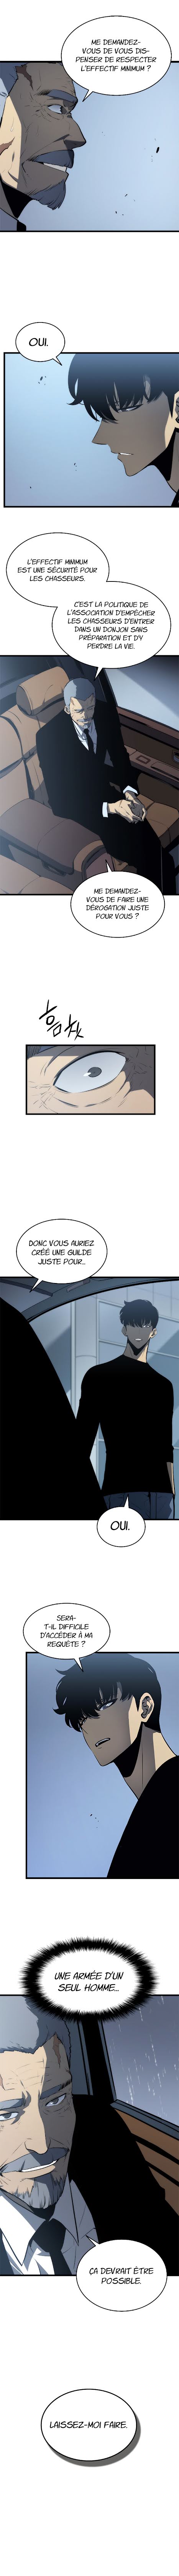 ME DEMANDEZ-
VOUS DE VOUS DIS-
PENSER DE RESPECTER
L'EFFECTIF MINIMUM ?
OUI.
L'EFFECTIF MINIMUM
EST UNE SÉCURITÉ POUR
LES CHASSEURS.
C'EST LA POLITIQUE DE
L'ASSOCIATION D'EMPÊCHER
LES CHASSEURS D'ENTRER
DANS UN DONJON SANS
PRÉPARATION ET D'Y
PERDRE LA VIE.
ME DEMANDEZ-
VOUS DE FAIRE UNE
DÉROGATION JUSTE
POUR VOUS ?
흠칫
DONC VOUS AURIEZ
CRÉÉ UNE GUILDE
JUSTE POUR...
OUI.
SERA-
T-IL DIFFICILE
D'ACCÉDER À MA
REQUÊTE ?
UNE ARMÉE D'UN
SEUL HOMME...
ÇA DEVRAIT ÊTRE
POSSIBLE.
LAISSEZ-MOI FAIRE.